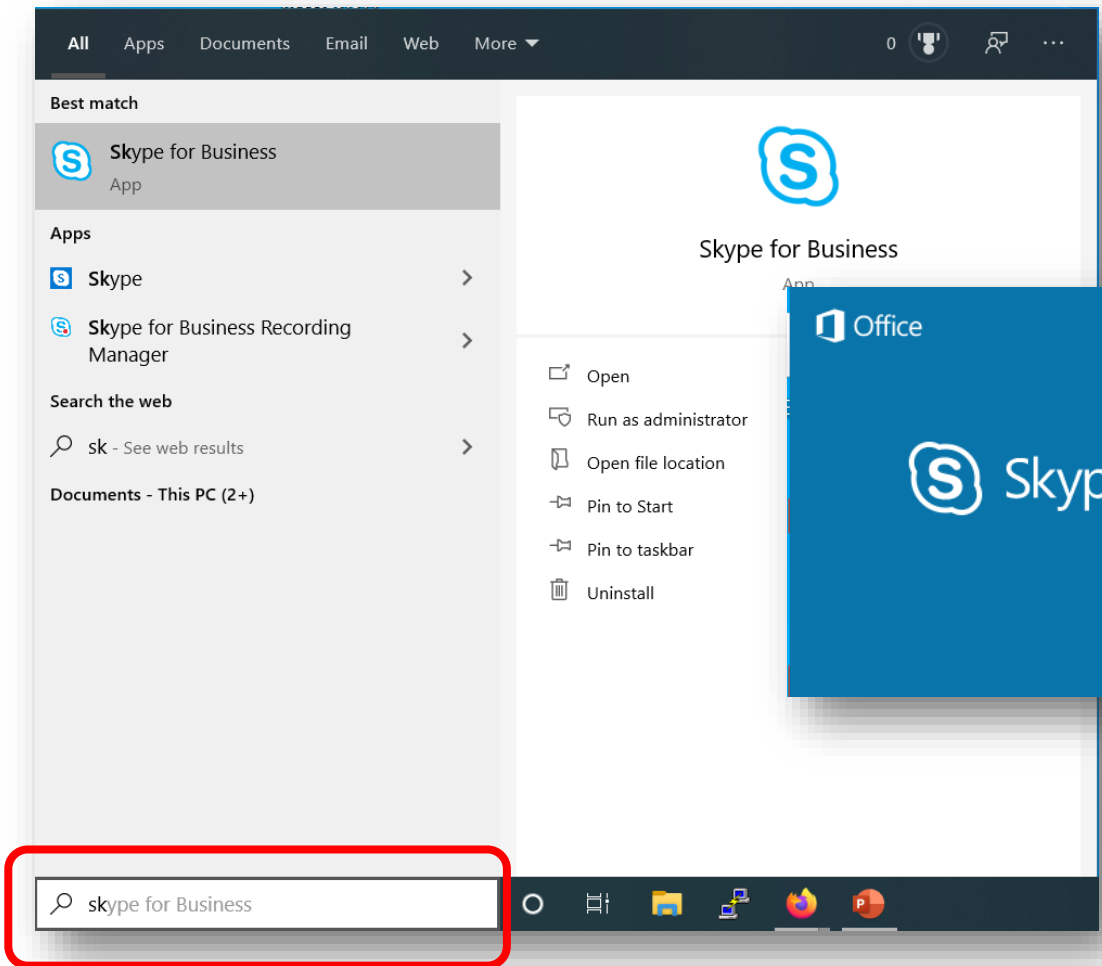 All Apps Documents Email Web More 0 ...
Best match
Skype for Business
App
Apps
Skype
Skype for Business Recording
Manager
Search the web
sk - See web results
Documents - This PC (2+)
Skype for Business
App
Open
Run as administrator
Open file location
Pin to Start
Pin to taskbar
Uninstall
Office
S Skyp
skype for Business